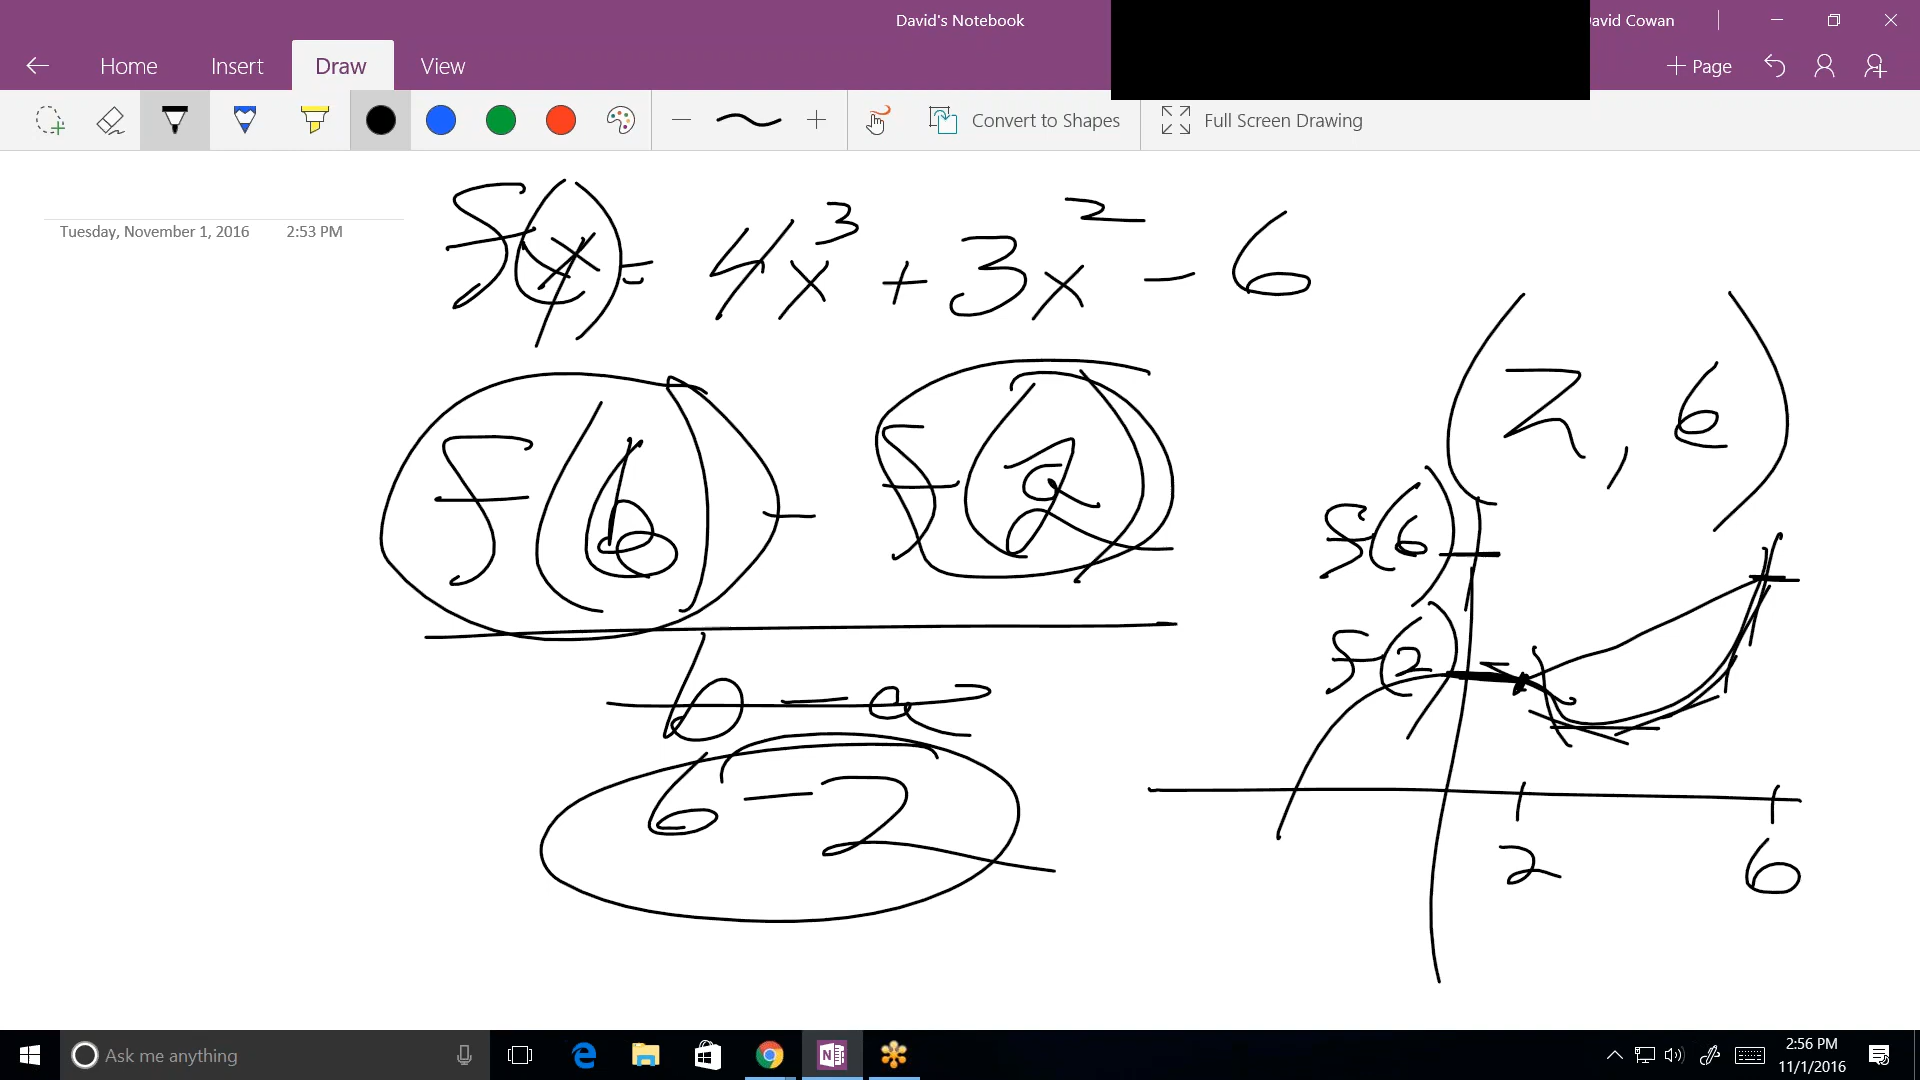 David's Notebook
avid Cowan
Home Insert Draw View
Page
Convert to Shapes
Full Screen Drawing
Tuesday, November 1, 2016 2:53 PM
f(x) = 4x³ + 3x² - 6
(2, 6)
f(b) - f(a)
f(6)
f(2)
b - a
6 - 2
2 6
Ask me anything
2:56 PM
11/1/2016